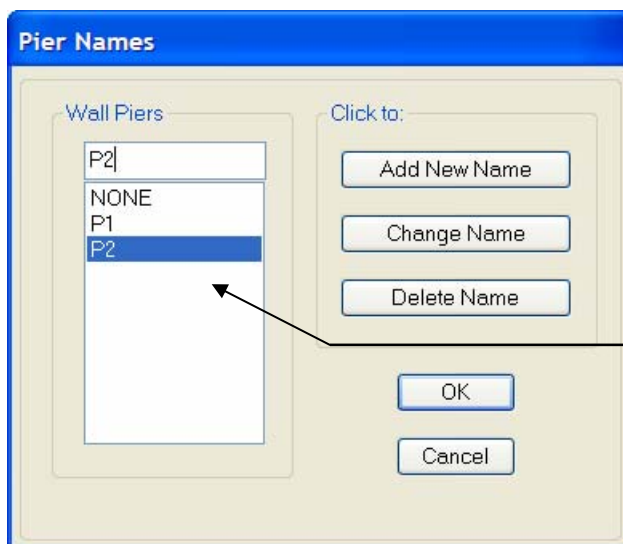 Pier Names
Wall Piers
P2
NONE
P1
P2
Click to:
Add New Name
Change Name
Delete Name
OK
Cancel